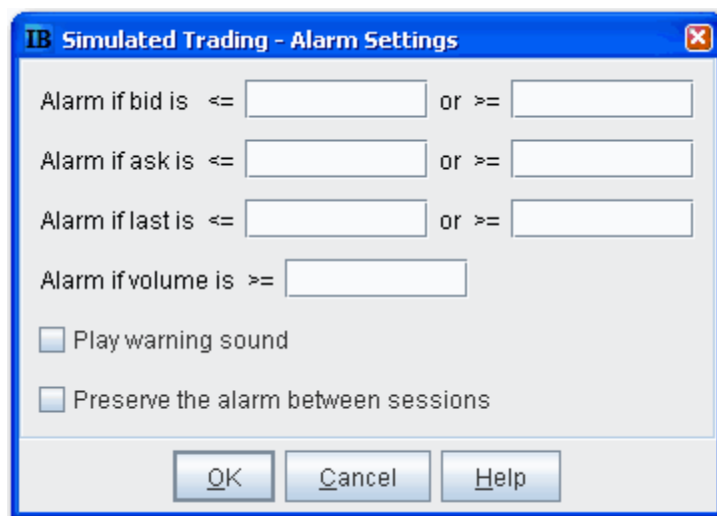 IB Simulated Trading - Alarm Settings
Alarm if bid is <= or >=
Alarm if ask is <= or >=
Alarm if last is <= or >=
Alarm if volume is >=
Play warning sound
Preserve the alarm between sessions
OK Cancel Help